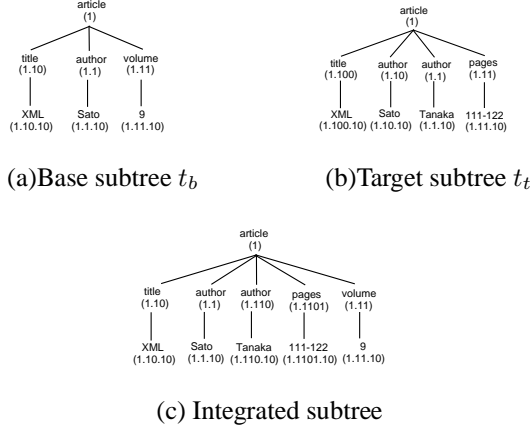 article
(1)
title author volume
(1.10) (1.1) (1.11)
XML Sato 9
(1.10.10) (1.1.10) (1.11.10)
(a)Base subtree t_b
article
(1)
title author author pages
(1.100) (1.10) (1.1) (1.11)
XML Sato Tanaka 111-122
(1.100.10) (1.10.10) (1.1.10) (1.11.10)
(b)Target subtree t_t
article
(1)
title author author pages volume
(1.10) (1.1) (1.110) (1.1101) (1.11)
XML Sato Tanaka 111-122 9
(1.10.10) (1.1.10) (1.110.10) (1.1101.10) (1.11.10)
(c) Integrated subtree